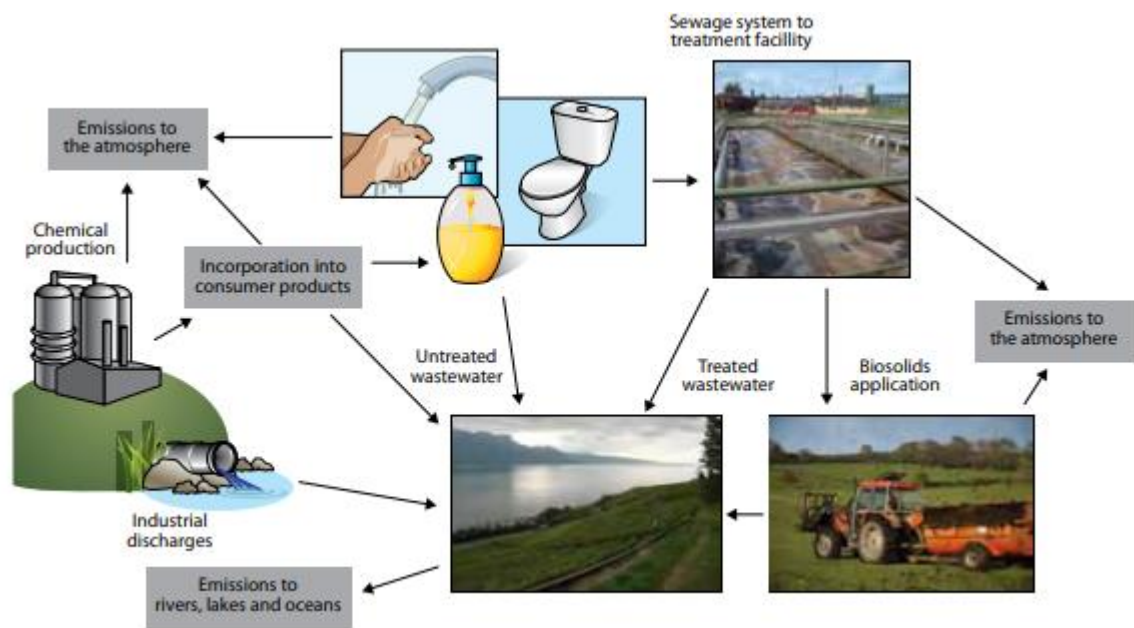 Sewage system to
treatment facillity
Emissions to
the atmosphere
Chemical
production
Incorporation into
consumer products
Emissions to
the atmosphere
Untreated
wastewater
Treated
wastewater
Biosolids
application
Industrial
discharges
Emissions to
rivers, lakes and oceans